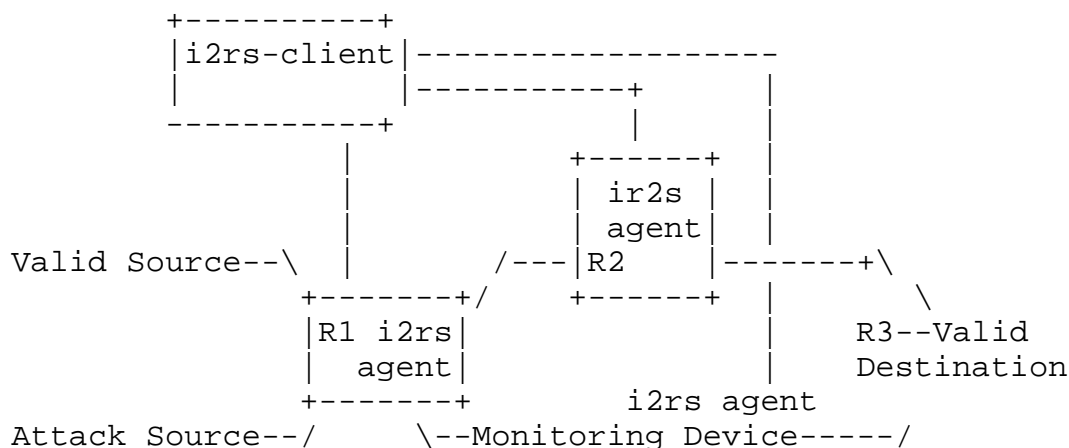 i2rs-client
ir2s
agent
Valid Source--\ /---|R2
R1 i2rs
R3--Valid
agent
Destination
i2rs agent
Attack Source--/ \--Monitoring Device-----/